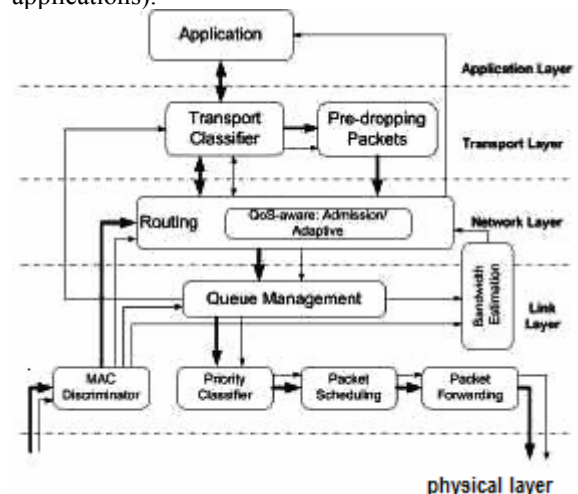 applications).
Application
Application Layer
Transport
Classifier
Pre-dropping
Packets
Transport Layer
Routing
QoS-aware: Admission/
Adaptive
Network Layer
Queue Management
Bandwidth
Estimation
Link
Layer
MAC
Discriminator
Priority
Classifier
Packet
Scheduling
Packet
Forwarding
physical layer